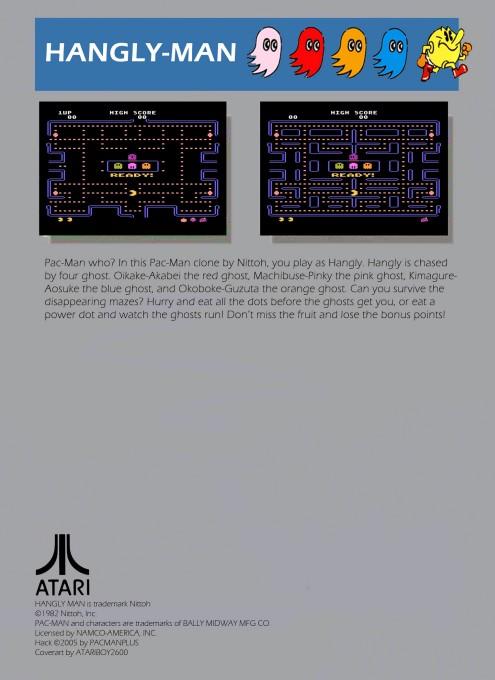 HANGLY-MAN
1UP HIGH SCORE
00 00
READY!
HIGH SCORE
00 00
READY!
Pac-Man who? In this Pac-Man clone by Nittoh, you play as Hangly. Hangly is chased
by four ghost. Oikake-Akabei the red ghost, Machibuse-Pinky the pink ghost, Kimagure-
Aosuke the blue ghost, and Okoboke-Guzuta the orange ghost. Can you survive the
disappearing mazes? Hurry and eat all the dots before the ghosts get you, or eat a
power dot and watch the ghosts run! Don't miss the fruit and lose the bonus points!
ATARI
HANGLY MAN is trademark Nittoh
©1982 Nittoh, Inc
PAC-MAN and characters are trademarks of BALLY MIDWAY MFG CO
Licensed by NAMCO-AMERICA, INC.
Hack ©2005 by PACMANPLUS
Coverart by ATARIBOY2600